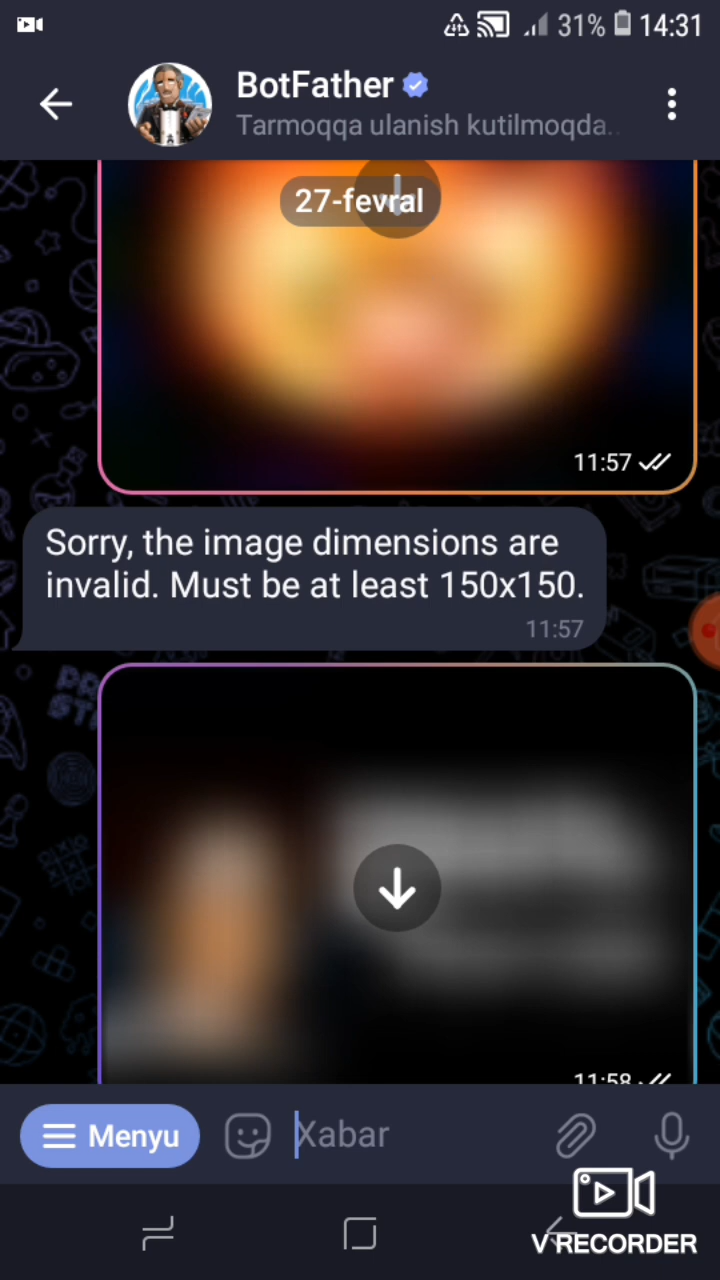 31% 14:31
BotFather
Tarmoqqa ulanish kutilmoqda..
27-fevral
11:57
Sorry, the image dimensions are
invalid. Must be at least 150x150.
11:57
11:58
Menyu
Xabar
V RECORDER